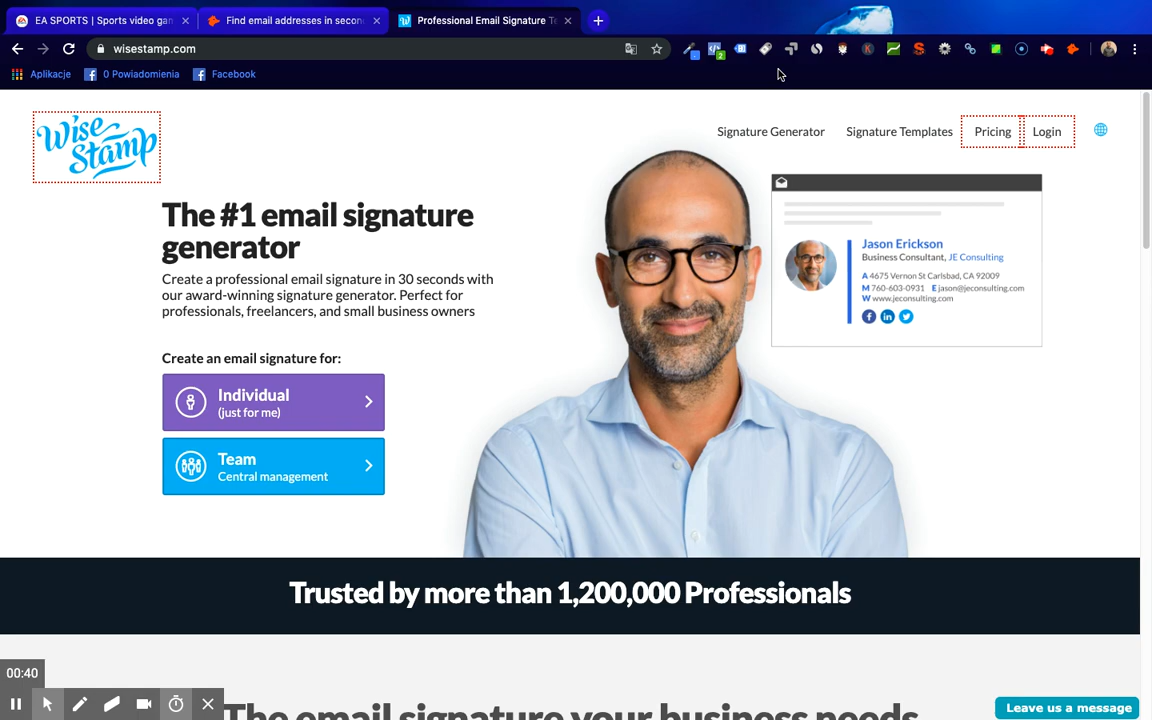 EA SPORTS | Sports video gan
Find email addresses in secon
Professional Email Signature Te
wisestamp.com
2
Aplikacje
0 Powiadomienia
Facebook
Wise Stamp
Signature Generator
Signature Templates
Pricing
Login
The #1 email signature
generator
Create a professional email signature in 30 seconds with
our award-winning signature generator. Perfect for
professionals, freelancers, and small business owners
Create an email signature for:
Individual
(just for me)
Team
Central management
Jason Erickson
Business Consultant, JE Consulting
A 4675 Vernon St Carlsbad, CA 92009
M 760-603-0931 E jason@jeconsulting.com
W www.jeconsulting.com
Trusted by more than 1,200,000 Professionals
The email signature your business needs
00:40
Leave us a message